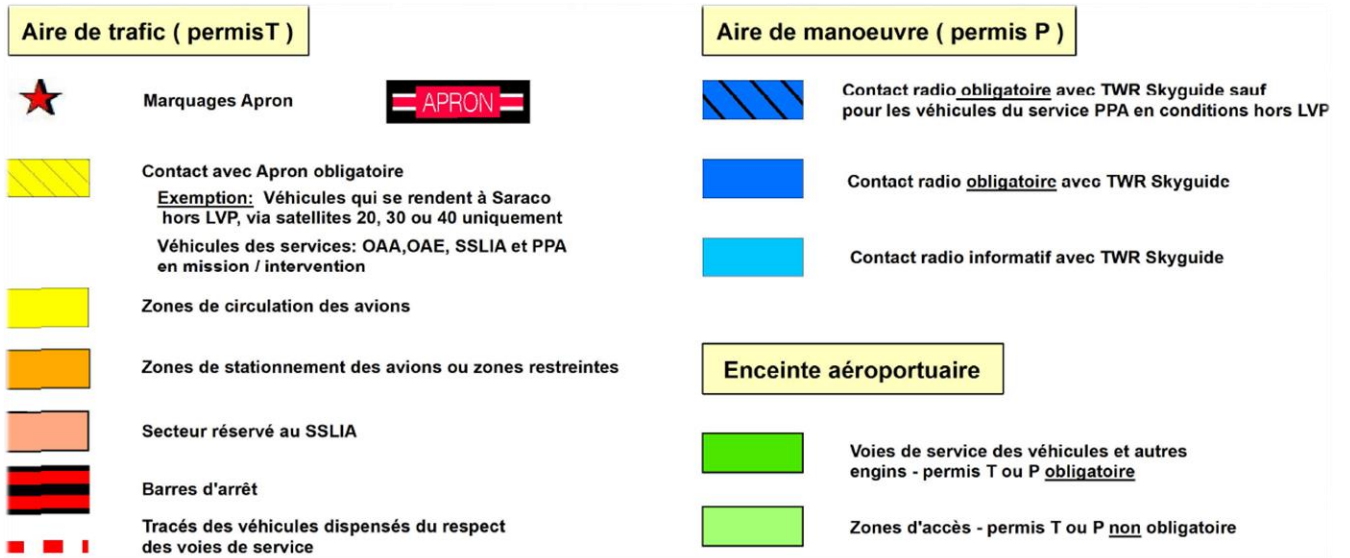 Aire de trafic ( permisT )
Marquages Apron
APRON
Contact avec Apron obligatoire
Exemption: Véhicules qui se rendent à Saraco
hors LVP, via satellites 20, 30 ou 40 uniquement
Véhicules des services: OAA,OAE, SSLIA et PPA
en mission / intervention
Zones de circulation des avions
Zones de stationnement des avions ou zones restreintes
Secteur réservé au SSLIA
Barres d'arrêt
Tracés des véhicules dispensés du respect
des voies de service
Aire de manoeuvre ( permis P )
Contact radio obligatoire avec TWR Skyguide sauf
pour les véhicules du service PPA en conditions hors LVP
Contact radio obligatoire avec TWR Skyguide
Contact radio informatif avec TWR Skyguide
Enceinte aéroportuaire
Voies de service des véhicules et autres
engins - permis T ou P obligatoire
Zones d'accès - permis T ou P non obligatoire